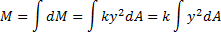 M = ∫ dM = ∫ ky²dA = k ∫ y²dA